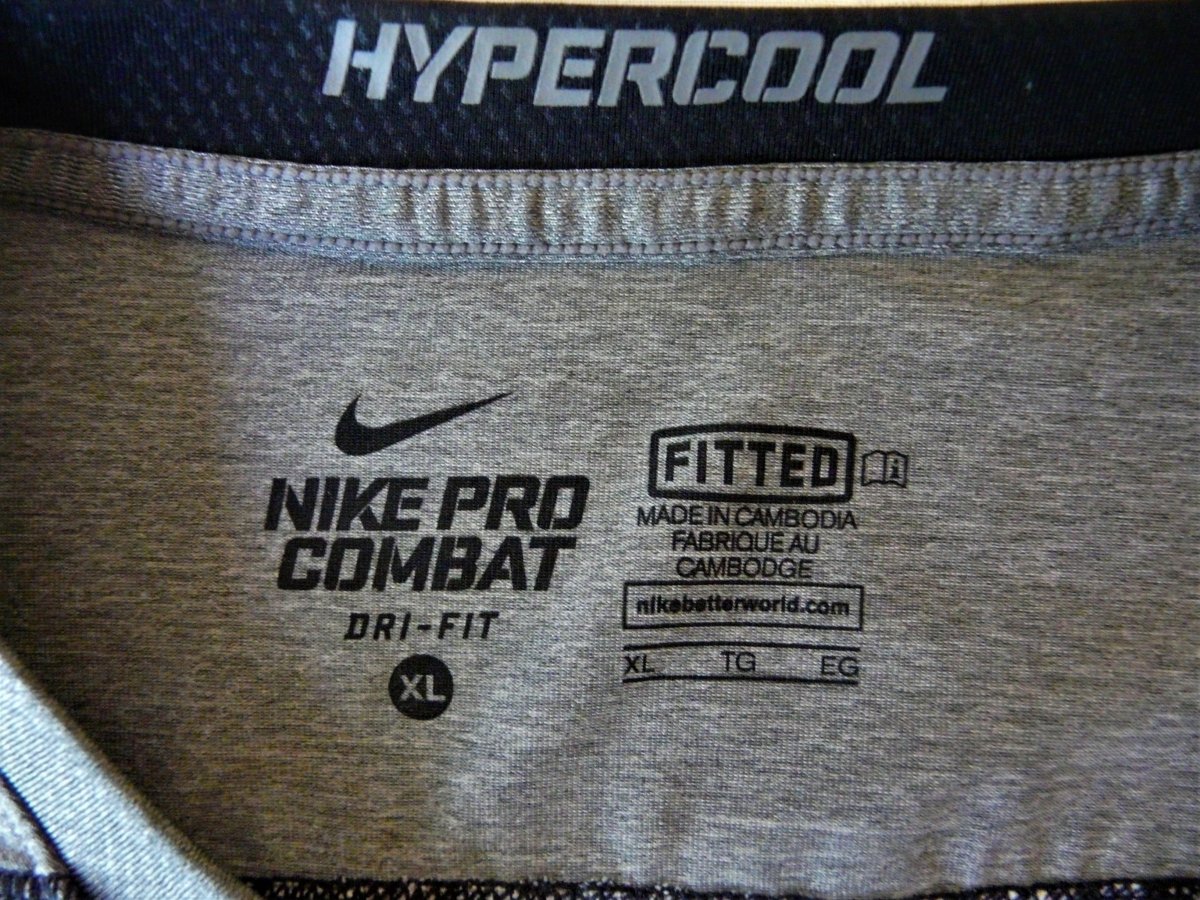 HYPERCOOL
NIKE PRO
COMBAT
DRI-FIT
XL
FITTED
MADE IN CAMBODIA
FABRIQUE AU
CAMBODGE
nikebetterworld.com
XL TG EG